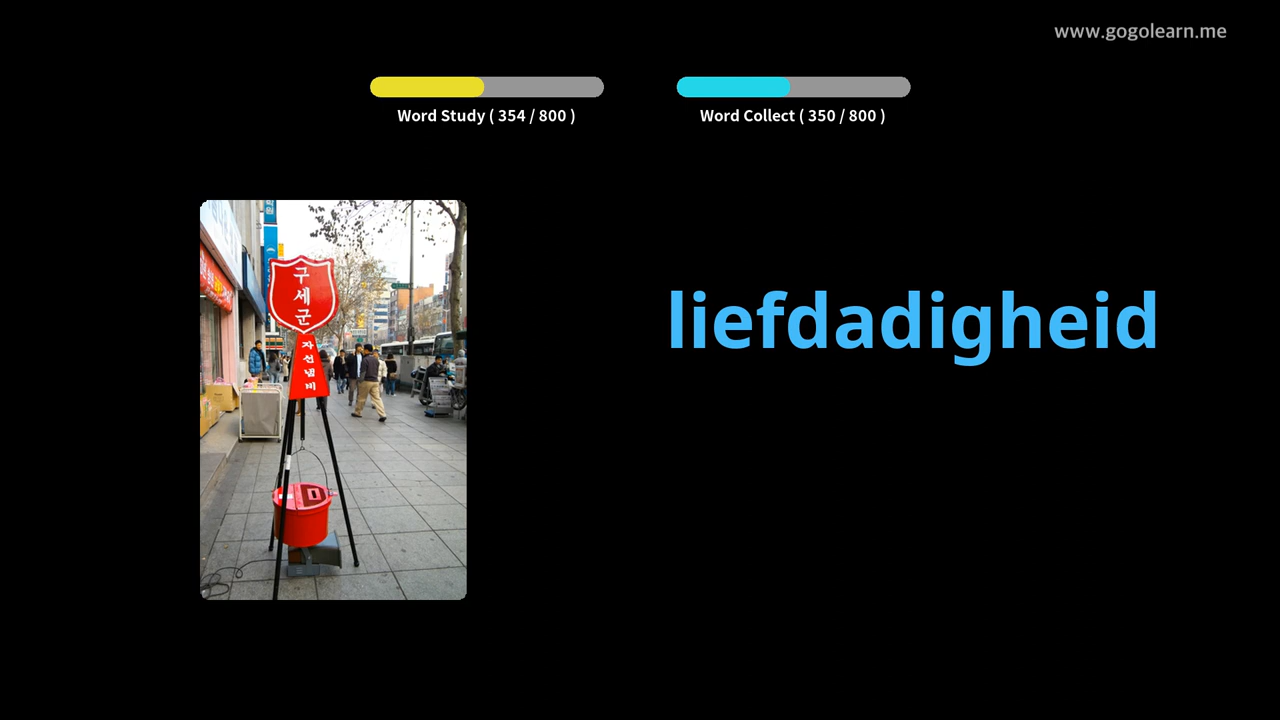 www.gogolearn.me
Word Study ( 354 / 800 )
Word Collect ( 350 / 800 )
구세군
자선냄비
liefdadigheid